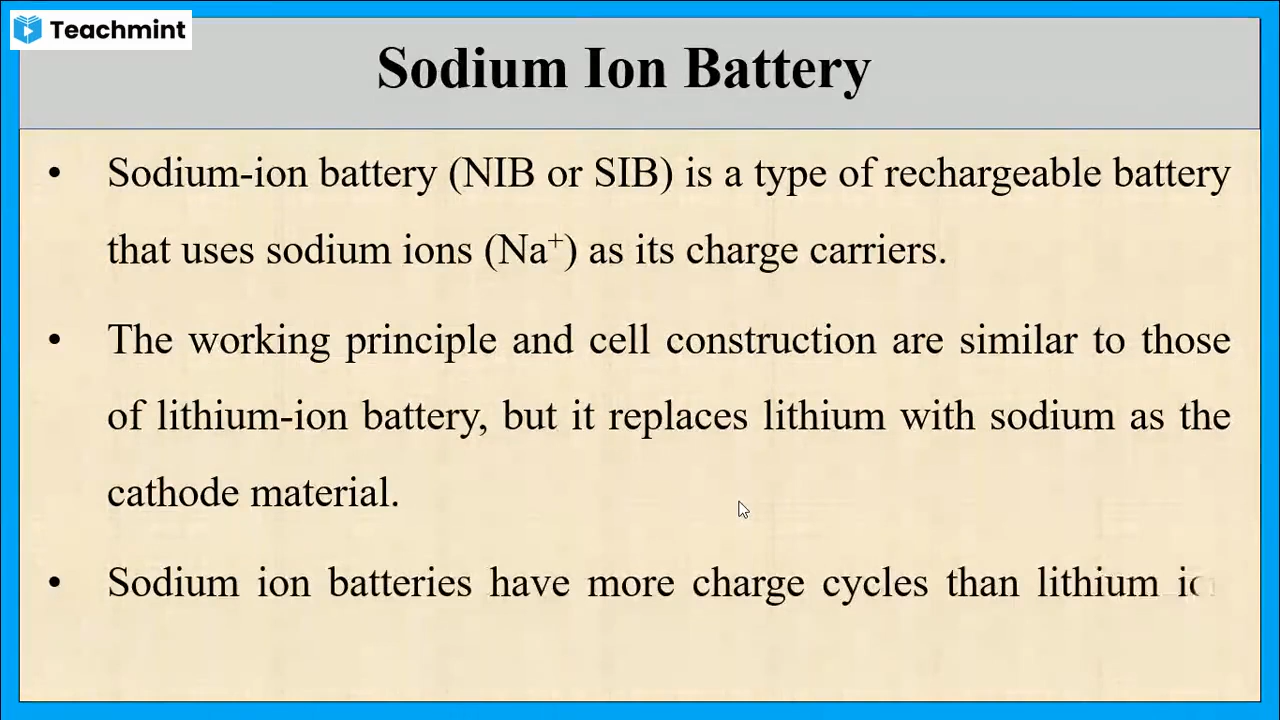 Teachmint
Sodium Ion Battery
• Sodium-ion battery (NIB or SIB) is a type of rechargeable battery
that uses sodium ions (Na⁺) as its charge carriers.
• The working principle and cell construction are similar to those
of lithium-ion battery, but it replaces lithium with sodium as the
cathode material.
• Sodium ion batteries have more charge cycles than lithium